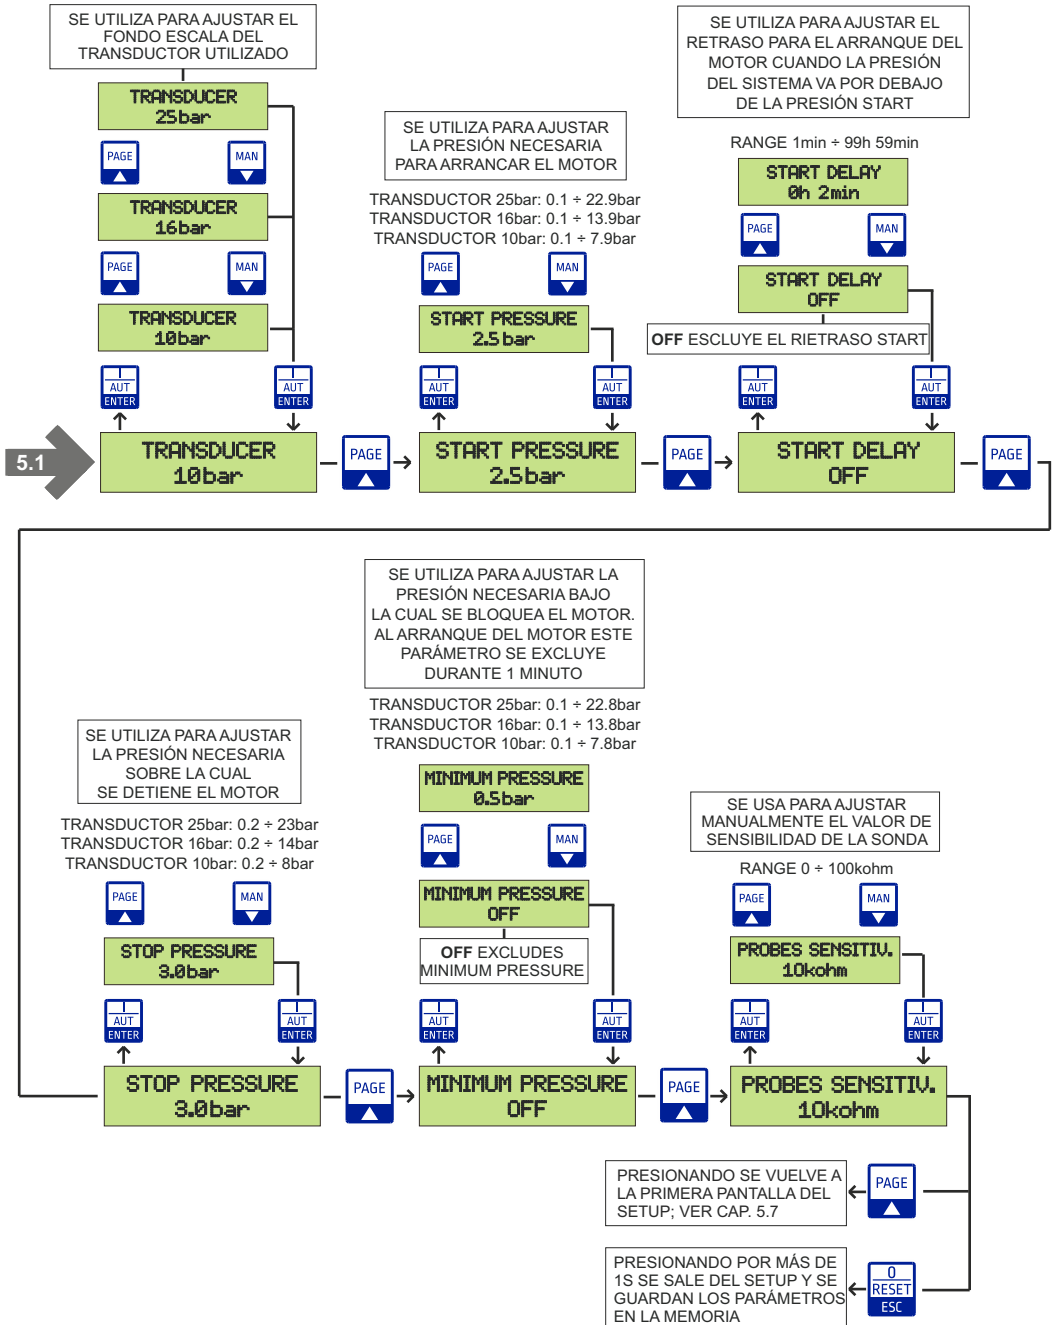 SE UTILIZA PARA AJUSTAR EL
FONDO ESCALA DEL
TRANSDUCTOR UTILIZADO
TRANSDUCER
25bar
PAGE
MAN
TRANSDUCER
16bar
PAGE
MAN
TRANSDUCER
10bar
AUT
ENTER
AUT
ENTER
5.1
TRANSDUCER
10bar
PAGE
SE UTILIZA PARA AJUSTAR
LA PRESIÓN NECESARIA
PARA ARRANCAR EL MOTOR
TRANSDUCTOR 25bar: 0.1 ÷ 22.9bar
TRANSDUCTOR 16bar: 0.1 ÷ 13.9bar
TRANSDUCTOR 10bar: 0.1 ÷ 7.9bar
PAGE
MAN
START PRESSURE
2.5bar
AUT
ENTER
AUT
ENTER
START PRESSURE
2.5bar
PAGE
SE UTILIZA PARA AJUSTAR EL
RETRASO PARA EL ARRANQUE DEL
MOTOR CUANDO LA PRESIÓN
DEL SISTEMA VA POR DEBAJO
DE LA PRESIÓN START
RANGE 1min ÷ 99h 59min
START DELAY
0h 2min
PAGE
MAN
START DELAY
OFF
OFF ESCLUYE EL RIETRASO START
AUT
ENTER
AUT
ENTER
START DELAY
OFF
PAGE
SE UTILIZA PARA AJUSTAR
LA PRESIÓN NECESARIA
SOBRE LA CUAL
SE DETIENE EL MOTOR
TRANSDUCTOR 25bar: 0.2 ÷ 23bar
TRANSDUCTOR 16bar: 0.2 ÷ 14bar
TRANSDUCTOR 10bar: 0.2 ÷ 8bar
PAGE
MAN
STOP PRESSURE
3.0bar
AUT
ENTER
AUT
ENTER
STOP PRESSURE
3.0bar
PAGE
SE UTILIZA PARA AJUSTAR LA
PRESIÓN NECESARIA BAJO
LA CUAL SE BLOQUEA EL MOTOR.
AL ARRANQUE DEL MOTOR ESTE
PARÁMETRO SE EXCLUYE
DURANTE 1 MINUTO
TRANSDUCTOR 25bar: 0.1 ÷ 22.8bar
TRANSDUCTOR 16bar: 0.1 ÷ 13.8bar
TRANSDUCTOR 10bar: 0.1 ÷ 7.8bar
MINIMUM PRESSURE
0.5bar
PAGE
MAN
MINIMUM PRESSURE
OFF
OFF EXCLUDES
MINIMUM PRESSURE
AUT
ENTER
AUT
ENTER
MINIMUM PRESSURE
OFF
PAGE
SE USA PARA AJUSTAR
MANUALMENTE EL VALOR DE
SENSIBILIDAD DE LA SONDA
RANGE 0 ÷ 100kohm
PAGE
MAN
PROBES SENSITIV.
10kohm
AUT
ENTER
AUT
ENTER
PROBES SENSITIV.
10kohm
PRESIONANDO SE VUELVE A
LA PRIMERA PANTALLA DEL
SETUP; VER CAP. 5.7
PAGE
PRESIONANDO POR MÁS DE
1S SE SALE DEL SETUP Y SE
GUARDAN LOS PARÁMETROS
EN LA MEMORIA
0
RESET
ESC